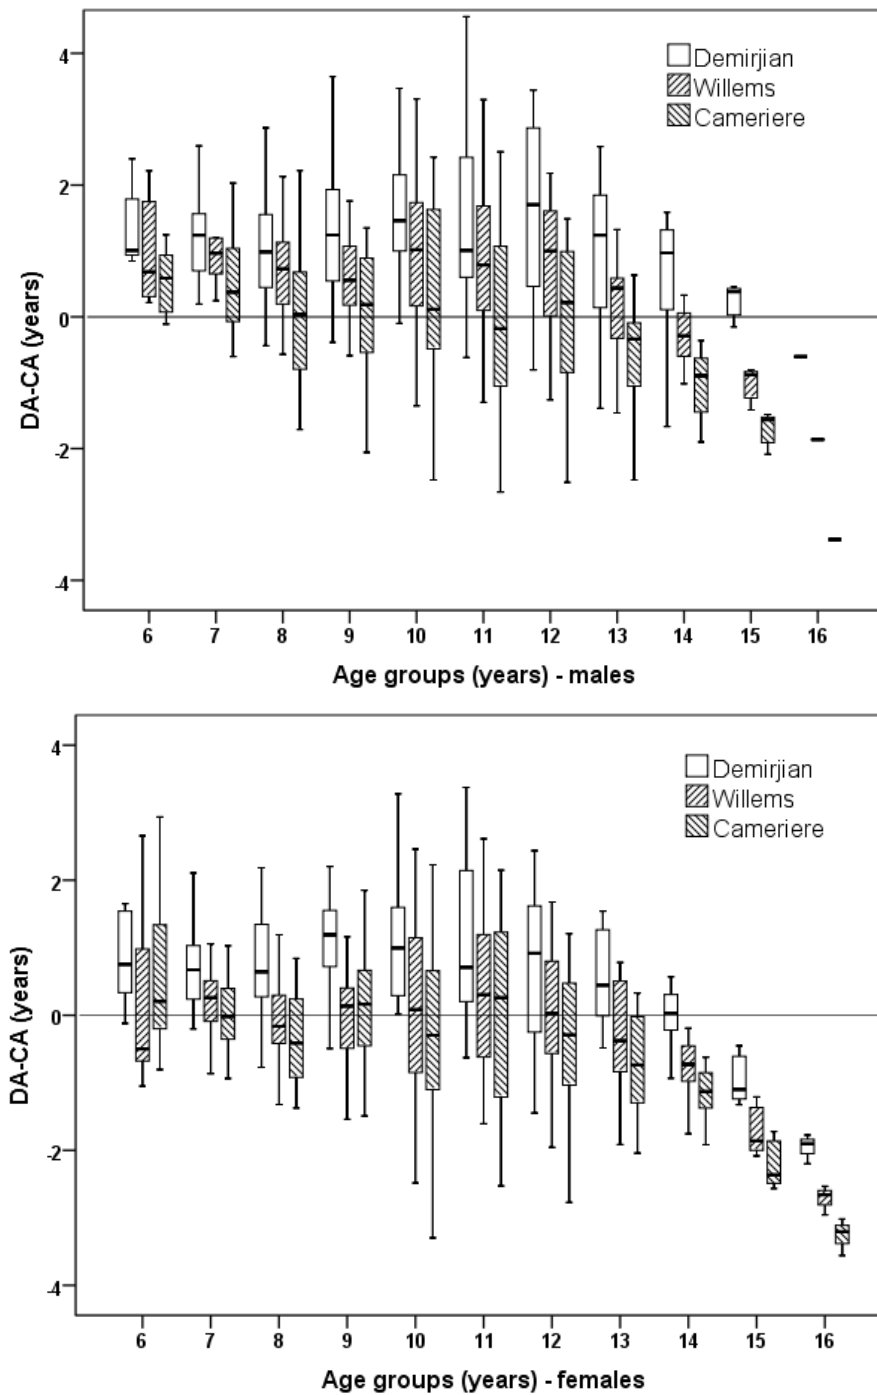 4
2
0
-2
-4
DA-CA (years)
Demirjian
Willems
Cameriere
6 7 8 9 10 11 12 13 14 15 16
Age groups (years) - males
4
2
0
-2
-4
DA-CA (years)
Demirjian
Willems
Cameriere
6 7 8 9 10 11 12 13 14 15 16
Age groups (years) - females